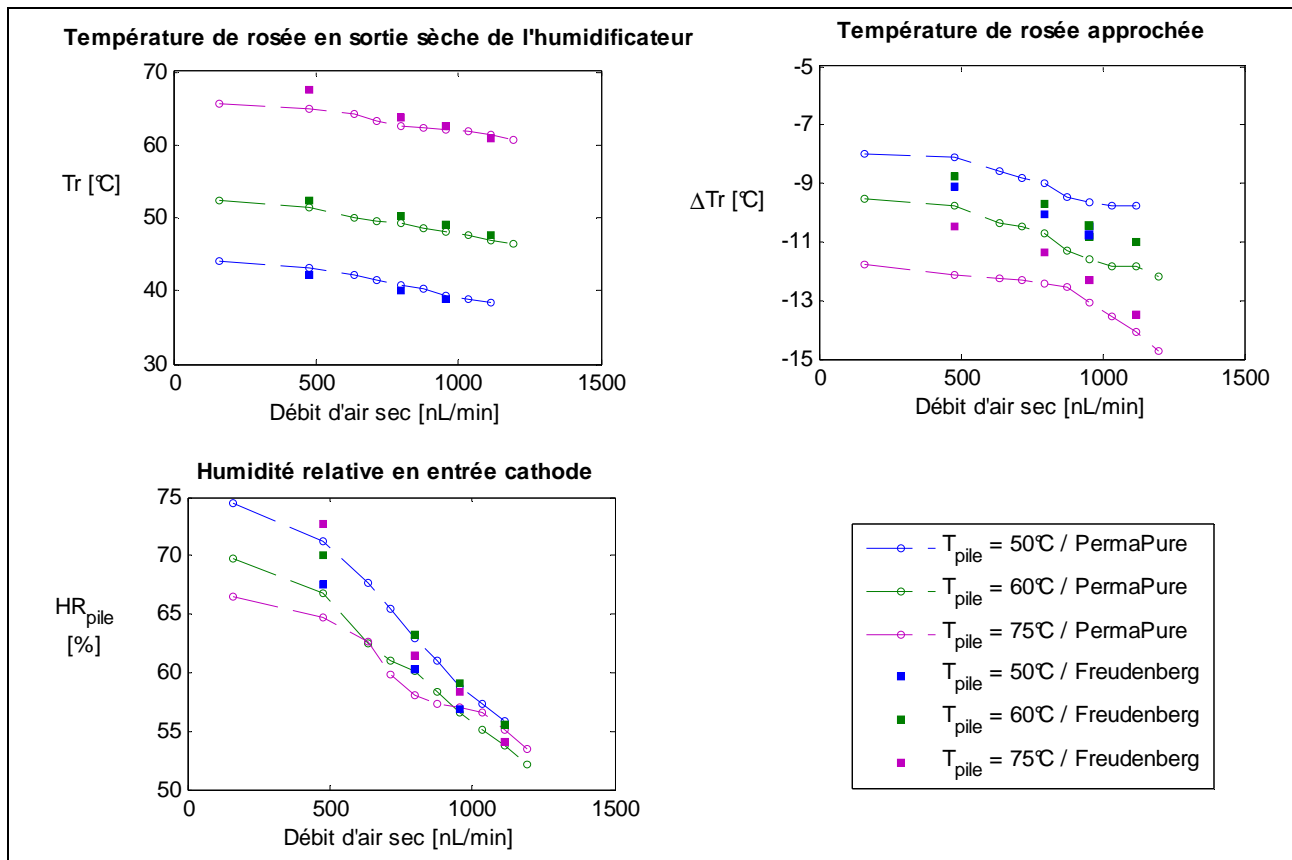 Température de rosée en sortie sèche de l'humidificateur
70
60
50
40
30
Tr [°C]
0
500
1000
1500
Débit d'air sec [nL/min]
Température de rosée approchée
-5
-7
-9
-11
-13
-15
ΔTr [°C]
0
500
1000
1500
Débit d'air sec [nL/min]
Humidité relative en entrée cathode
75
70
65
60
55
50
HRpile
[%]
0
500
1000
1500
Débit d'air sec [nL/min]
Tpile = 50°C / PermaPure
Tpile = 60°C / PermaPure
Tpile = 75°C / PermaPure
Tpile = 50°C / Freudenberg
Tpile = 60°C / Freudenberg
Tpile = 75°C / Freudenberg